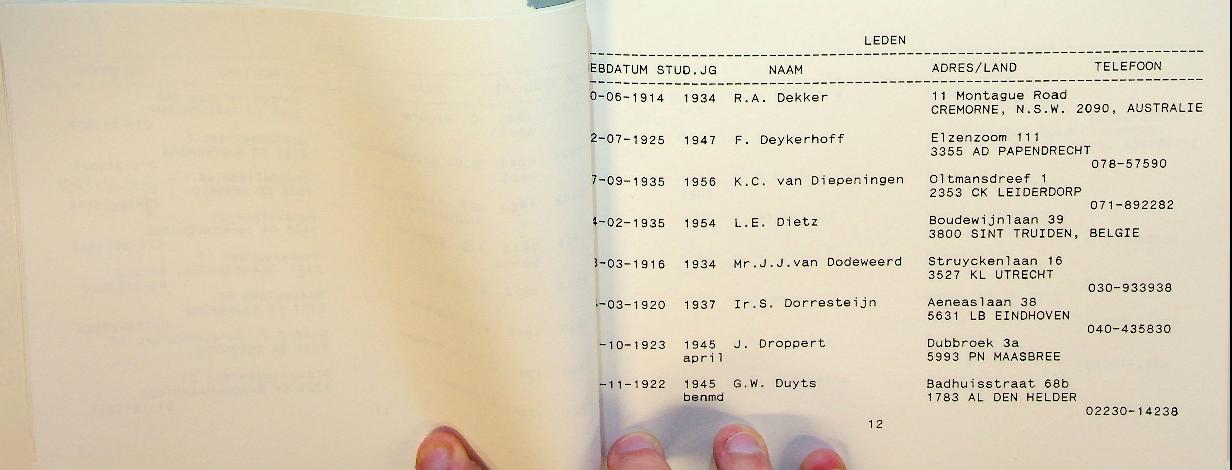 LEDEN
EBDATUM STUD.JG NAAM ADRES/LAND TELEFOON
0-06-1914 1934 R.A. Dekker 11 Montague Road
CREMORNE, N.S.W. 2090, AUSTRALIE
2-07-1925 1947 F. Deykerhoff Elzenzoom 111
3355 AD PAPENDRECHT
078-57590
7-09-1935 1956 K.C. van Diepeningen Oltmansdreef 1
2353 CK LEIDERDORP
071-892282
4-02-1935 1954 L.E. Dietz Boudewijnlaan 39
3800 SINT TRUIDEN, BELGIE
3-03-1916 1934 Mr.J.J.van Dodeweerd Struyckenlaan 16
3527 KL UTRECHT
030-933938
-03-1920 1937 Ir.S. Dorresteijn Aeneaslaan 38
5631 LB EINDHOVEN
040-435830
-10-1923 1945 J. Droppert Dubbroek 3a
april 5993 PN MAASBREE
-11-1922 1945 G.W. Duyts Badhuisstraat 68b
benmd 1783 AL DEN HELDER
02230-14238
12